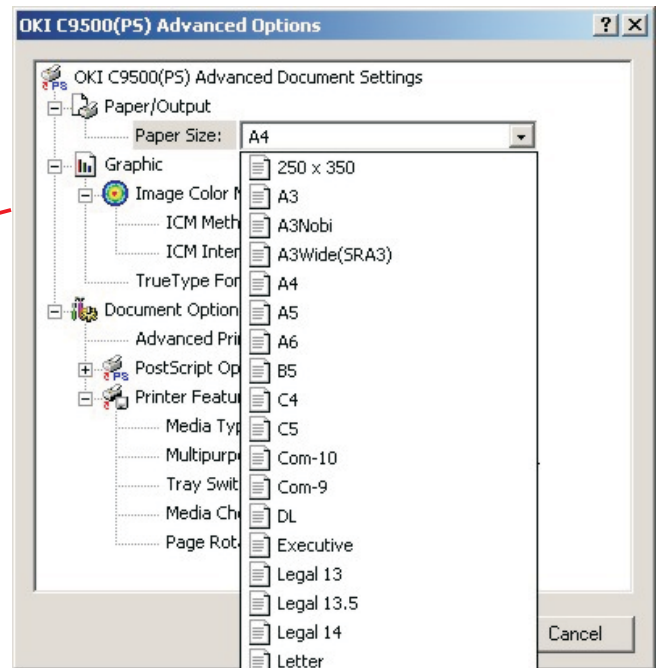 OKI C9500(PS) Advanced Options
OKI C9500(PS) Advanced Document Settings
Paper/Output
Paper Size: A4
Graphic
Image Color
ICM Meth
ICM Inter
TrueType For
Document Option
Advanced Pri
PostScript Op
Printer Featu
Media Typ
Multipurp
Tray Swit
Media Ch
Page Rot
250 x 350
A3
A3Nobi
A3Wide(SRA3)
A4
A5
A6
B5
C4
C5
Com-10
Com-9
DL
Executive
Legal 13
Legal 13.5
Legal 14
Letter
Cancel